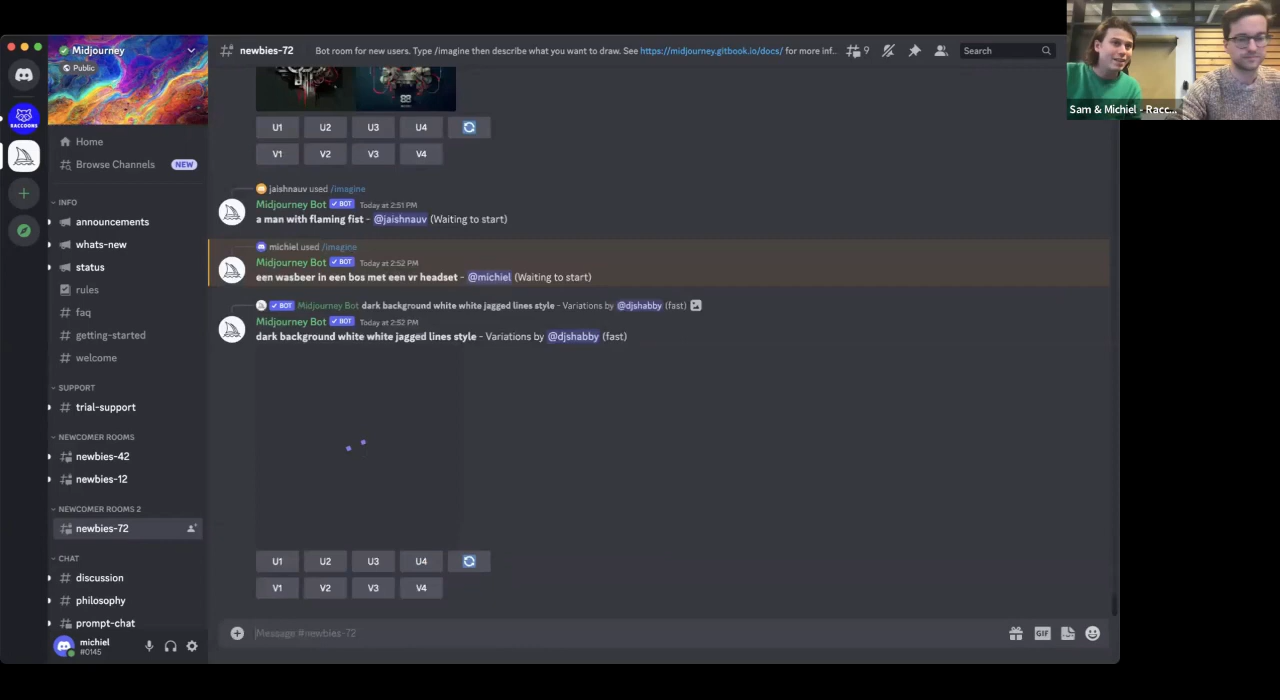 Midjourney
Public
RACCOONS
Home
Browse Channels NEW
INFO
announcements
whats-new
status
rules
faq
getting-started
welcome
SUPPORT
trial-support
NEWCOMER ROOMS
newbies-42
newbies-12
NEWCOMER ROOMS 2
newbies-72
CHAT
discussion
philosophy
prompt-chat
michiel
#0145
newbies-72 Bot room for new users. Type /imagine then describe what you want to draw. See https://midjourney.gitbook.io/docs/ for more inf... 9 Search
U1 U2 U3 U4
V1 V2 V3 V4
jaishnauv used /imagine
Midjourney Bot BOT Today at 2:51 PM
a man with flaming fist - @jaishnauv (Waiting to start)
michiel used /imagine
Midjourney Bot BOT Today at 2:52 PM
een wasbeer in een bos met een vr headset - @michiel (Waiting to start)
BOT Midjourney Bot dark background white white jagged lines style - Variations by @djshabby (fast)
Midjourney Bot BOT Today at 2:52 PM
dark background white white jagged lines style - Variations by @djshabby (fast)
U1 U2 U3 U4
V1 V2 V3 V4
Message #newbies-72
GIF
Sam & Michiel - Racc...